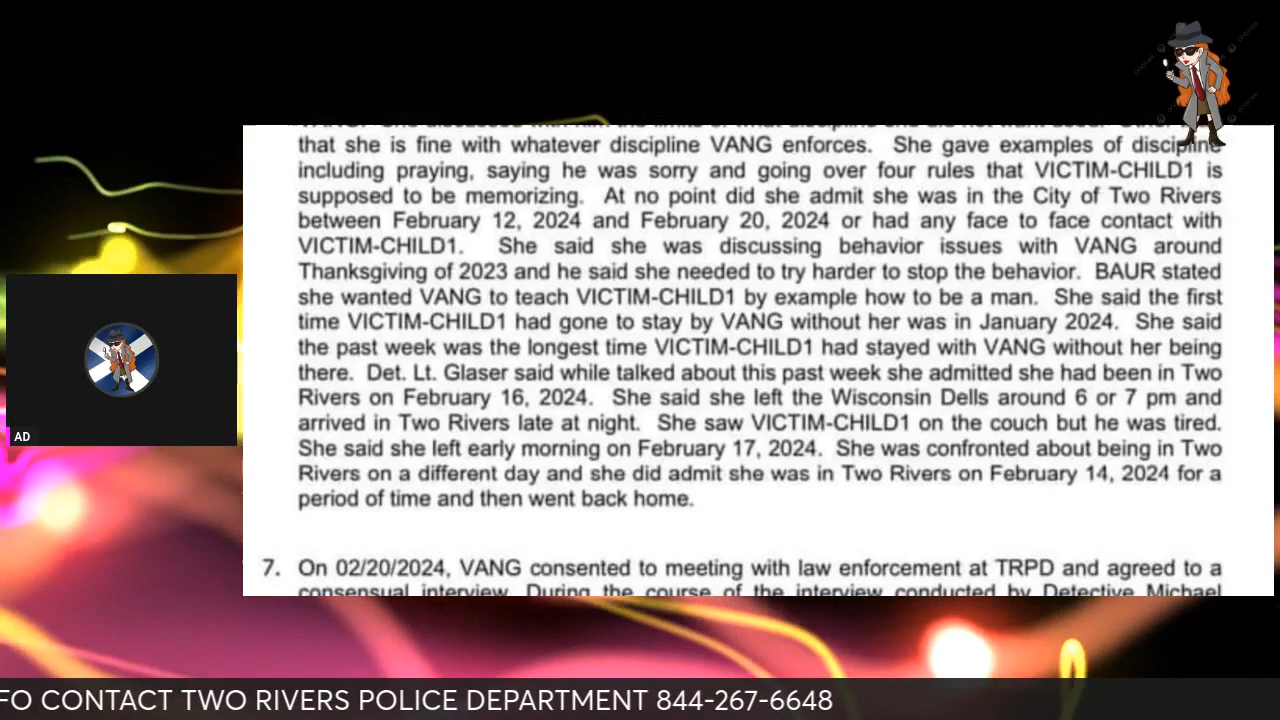 that she is fine with whatever discipline VANG enforces. She gave examples of discipline
including praying, saying he was sorry and going over four rules that VICTIM-CHILD1 is
supposed to be memorizing. At no point did she admit she was in the City of Two Rivers
between February 12, 2024 and February 20, 2024 or had any face to face contact with
VICTIM-CHILD1. She said she was discussing behavior issues with VANG around
Thanksgiving of 2023 and he said she needed to try harder to stop the behavior. BAUR stated
she wanted VANG to teach VICTIM-CHILD1 by example how to be a man. She said the first
time VICTIM-CHILD1 had gone to stay by VANG without her was in January 2024. She said
the past week was the longest time VICTIM-CHILD1 had stayed with VANG without her being
there. Det. Lt. Glaser said while talked about this past week she admitted she had been in Two
Rivers on February 16, 2024. She said she left the Wisconsin Dells around 6 or 7 pm and
arrived in Two Rivers late at night. She saw VICTIM-CHILD1 on the couch but he was tired.
She said she left early morning on February 17, 2024. She was confronted about being in Two
Rivers on a different day and she did admit she was in Two Rivers on February 14, 2024 for a
period of time and then went back home.
7. On 02/20/2024, VANG consented to meeting with law enforcement at TRPD and agreed to a
consensual interview. During the course of the interview conducted by Detective Michael
AD
FO CONTACT TWO RIVERS POLICE DEPARTMENT 844-267-6648